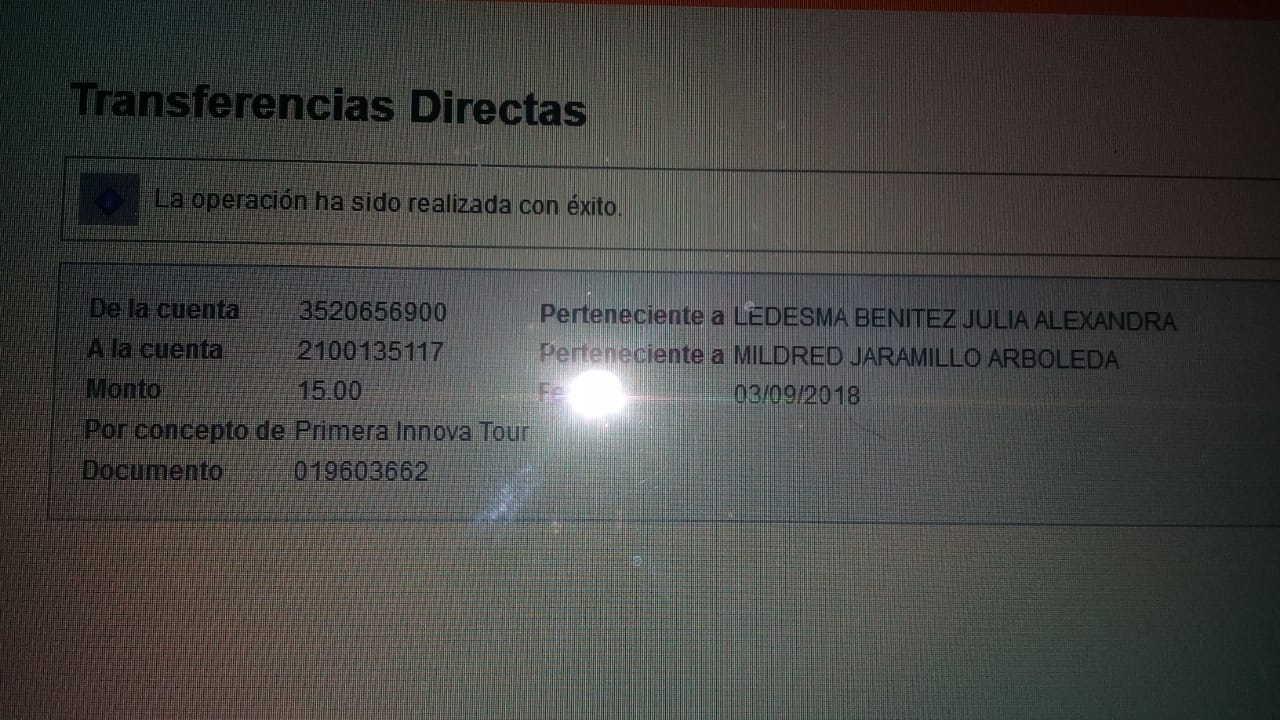 Transferencias Directas
La operación ha sido realizada con éxito.
De la cuenta 3520656900 Perteneciente a LEDESMA BENITEZ JULIA ALEXANDRA
A la cuenta 2100135117 Perteneciente a MILDRED JARAMILLO ARBOLEDA
Monto 15.00 03/09/2018
Por concepto de Primera Innova Tour
Documento 019603662